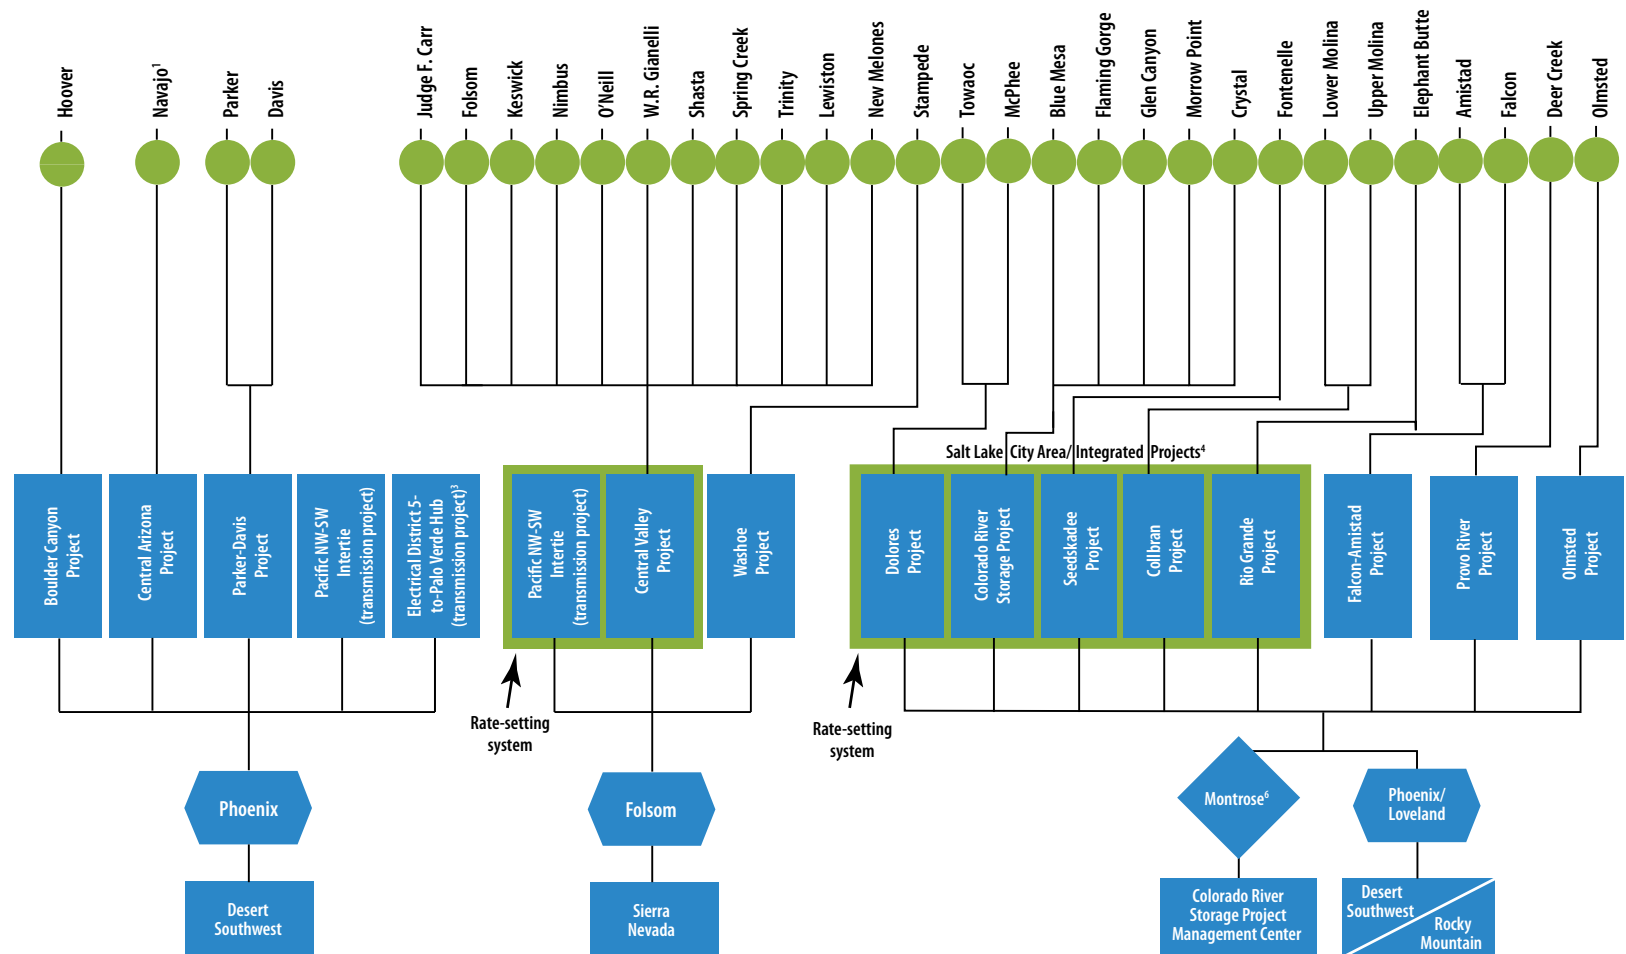 Hoover
Navajo¹
Parker
Davis
Judge F. Carr
Folsom
Keswick
Nimbus
O'Neill
W.R. Gianelli
Shasta
Spring Creek
Trinity
Lewiston
New Melones
Stampede
Towaoc
McPhee
Blue Mesa
Flaming Gorge
Glen Canyon
Morrow Point
Crystal
Fontenelle
Lower Molina
Upper Molina
Elephant Butte
Amistad
Falcon
Deer Creek
Olmsted
Salt Lake City Area/ Integrated Projects⁴
Boulder Canyon
Project
Central Arizona
Project
Parker-Davis
Project
Pacific NW-SW
Intertie
(transmission project)
Electrical District 5-
to-Palo Verde Hub
(transmission project)³
Pacific NW-SW
Intertie
(transmission project)
Central Valley
Project
Washoe
Project
Dolores
Project
Colorado River
Storage Project
Seedskadee
Project
Collbran
Project
Rio Grande
Project
Falcon-Amistad
Project
Provo River
Project
Olmsted
Project
Rate-setting
system
Rate-setting
system
Phoenix
Folsom
Montrose⁶
Phoenix/
Loveland
Desert
Southwest
Sierra
Nevada
Colorado River
Storage Project
Management Center
Desert
Southwest
Rocky
Mountain